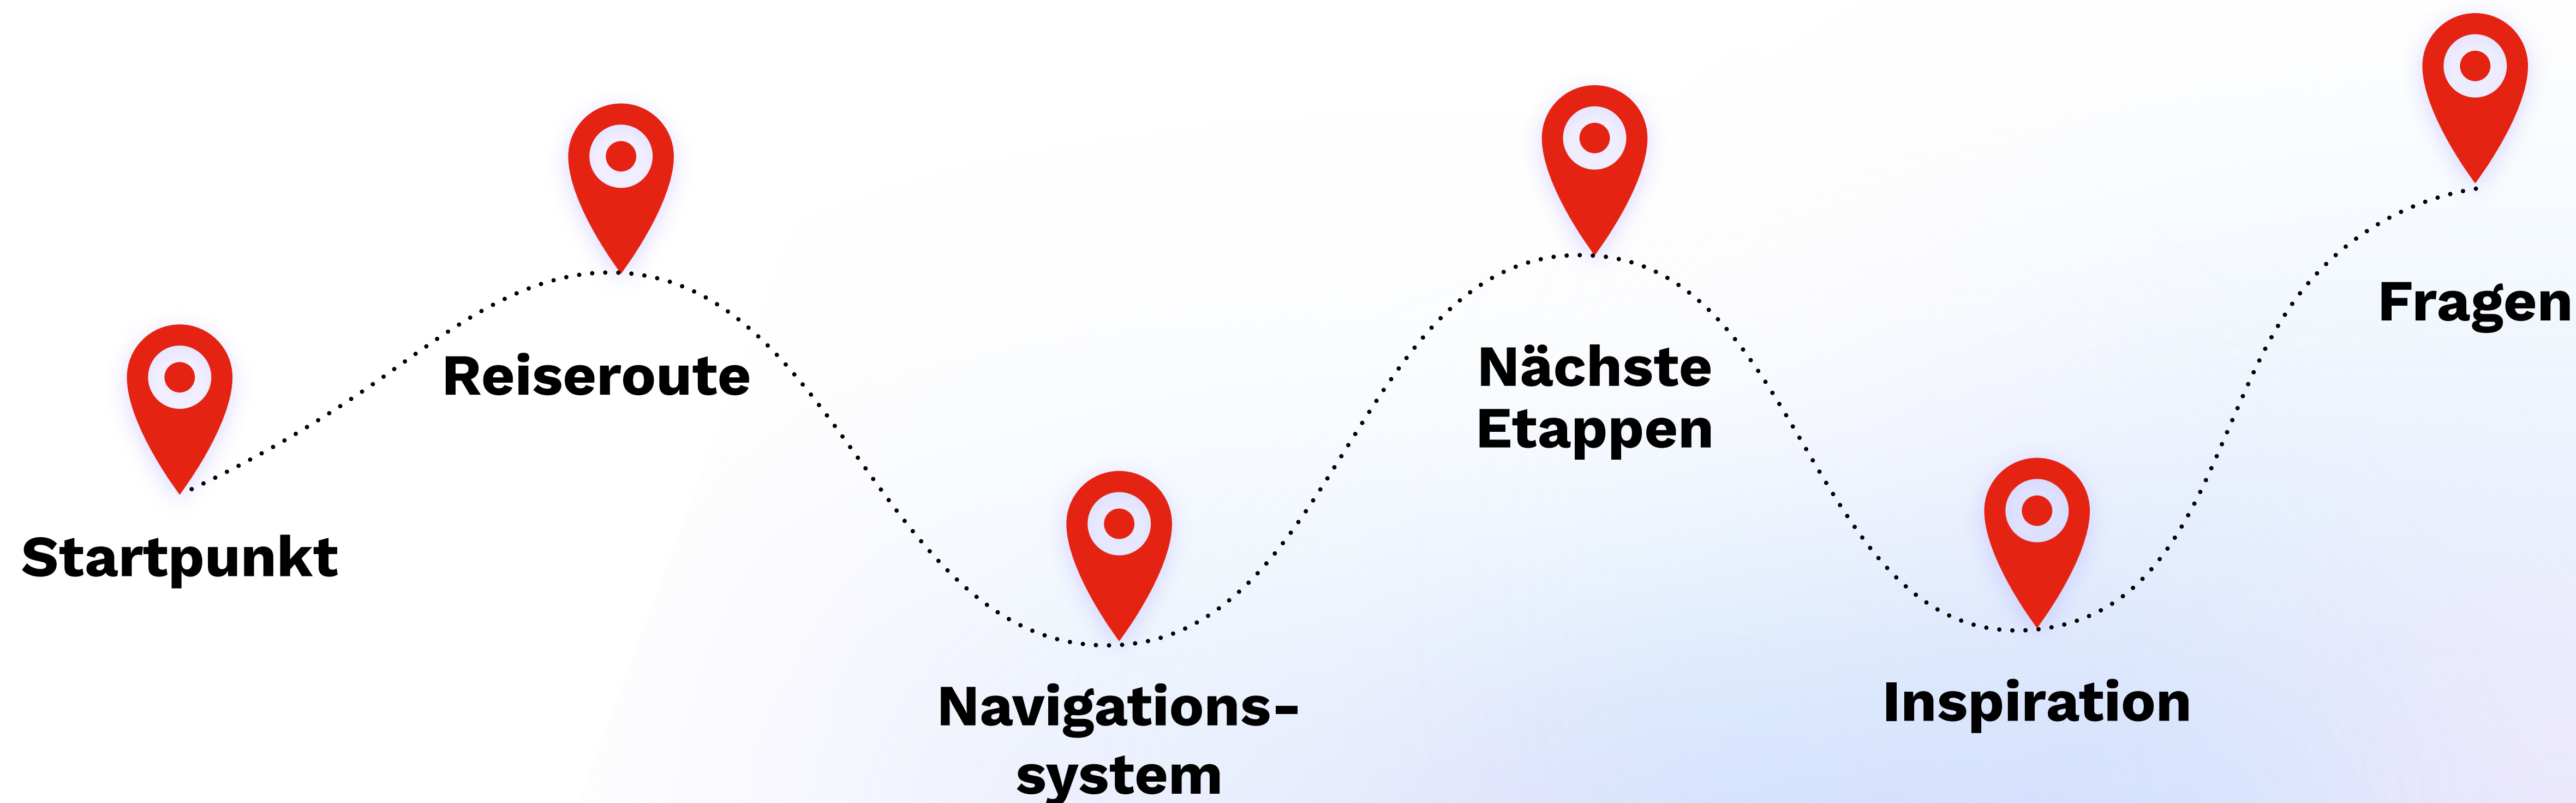 Startpunkt
Reiseroute
Navigations-
system
Nächste
Etappen
Inspiration
Fragen